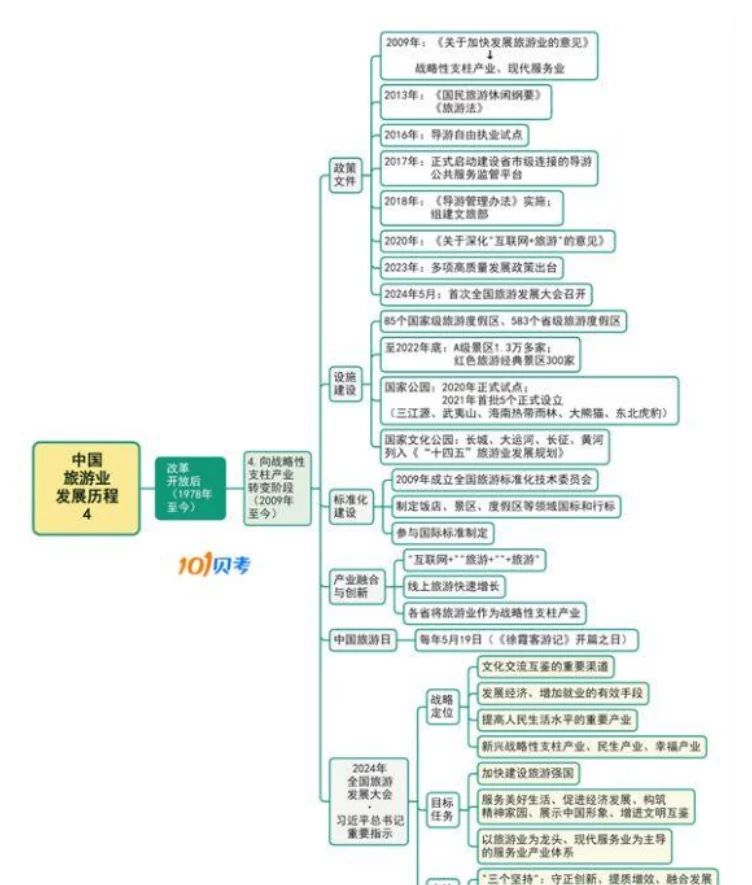 中国
旅游业
发展历程
4
改革
开放后
（1978年
至今）
4. 向战略性
支柱产业
转变阶段
（2009年
至今）
政策
文件
2009年：《关于加快发展旅游业的意见》
↓
战略性支柱产业、现代服务业
2013年：《国民旅游休闲纲要》
《旅游法》
2016年：导游自由执业试点
2017年：正式启动建设省市级连接的导游
公共服务监管平台
2018年：《导游管理办法》实施；
组建文旅部
2020年：《关于深化"互联网+旅游"的意见》
2023年：多项高质量发展政策出台
2024年5月：首次全国旅游发展大会召开
设施
建设
85个国家级旅游度假区、583个省级旅游度假区
至2022年底：A级景区1.3万多家；
红色旅游经典景区300家
国家公园：2020年正式试点；
2021年首批5个正式设立
（三江源、武夷山、海南热带雨林、大熊猫、东北虎豹）
国家文化公园：长城、大运河、长征、黄河
列入《“十四五”旅游业发展规划》
标准化
建设
2009年成立全国旅游标准化技术委员会
制定饭店、景区、度假区等领域国标和行标
参与国际标准制定
产业融合
与创新
"互联网+""旅游+""+旅游"
线上旅游快速增长
各省将旅游业作为战略性支柱产业
中国旅游日
每年5月19日（《徐霞客游记》开篇之日）
2024年
全国旅游
发展大会
·
习近平总书记
重要指示
战略
定位
文化交流互鉴的重要渠道
发展经济、增加就业的有效手段
提高人民生活水平的重要产业
新兴战略性支柱产业、民生产业、幸福产业
目标
任务
加快建设旅游强国
服务美好生活、促进经济发展、构筑
精神家园、展示中国形象、增进文明互鉴
以旅游业为龙头、现代服务业为主导
的服务业产业体系
"三个坚持"：守正创新、提质增效、融合发展
101贝考